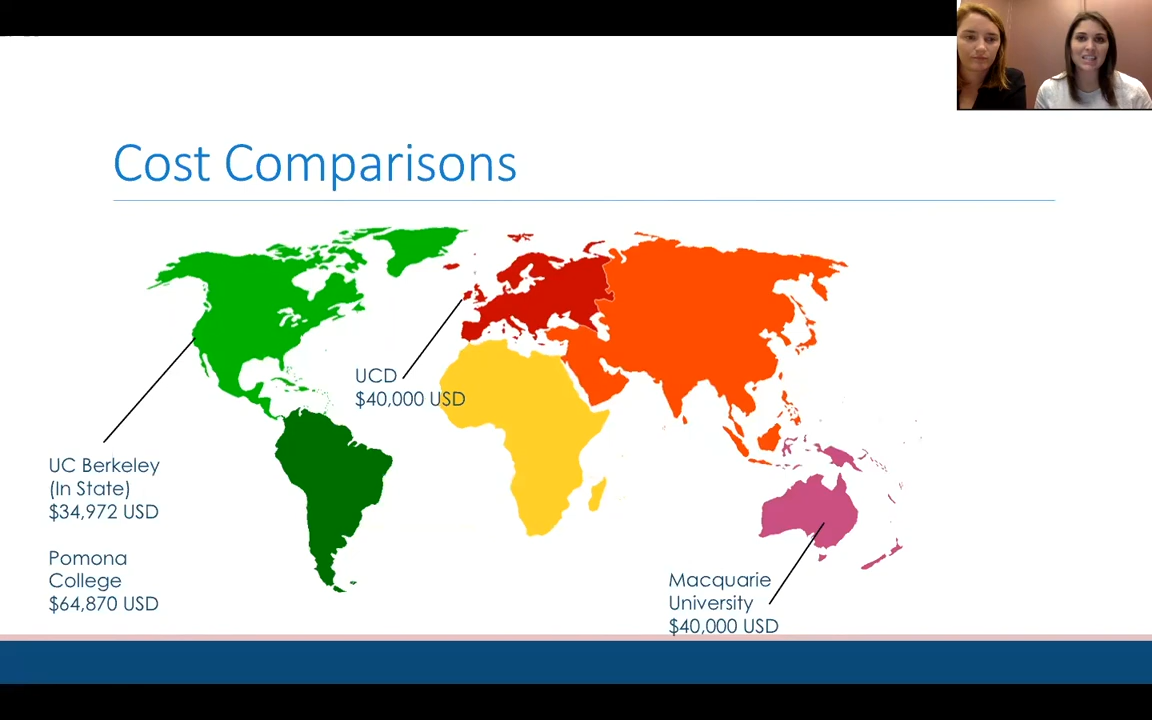 Cost Comparisons
UCD
$40,000 USD
UC Berkeley
(In State)
$34,972 USD
Pomona
College
$64,870 USD
Macquarie
University
$40,000 USD